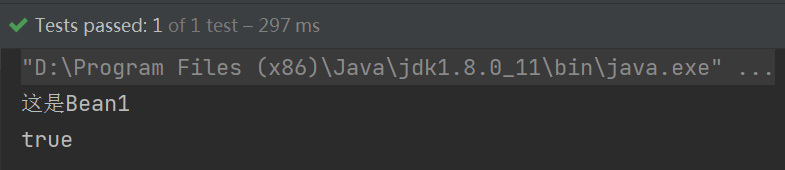 Tests passed: 1 of 1 test – 297 ms
"D:\Program Files (x86)\Java\jdk1.8.0_11\bin\java.exe" ...
这是Bean1
true